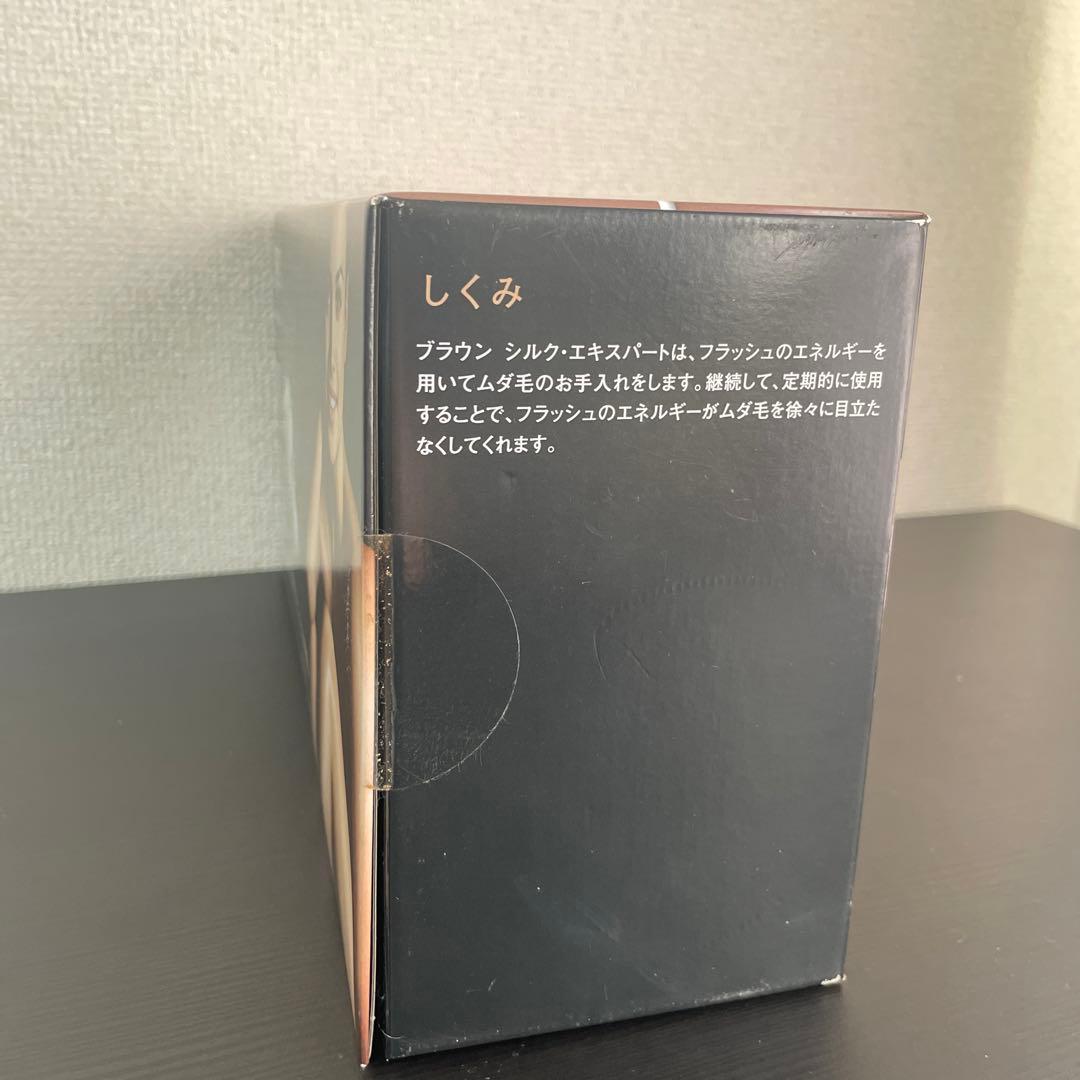 しくみ
ブラウン シルク・エキスパートは、フラッシュのエネルギーを
用いてムダ毛のお手入れをします。継続して、定期的に使用
することで、フラッシュのエネルギーがムダ毛を徐々に目立た
なくしてくれます。